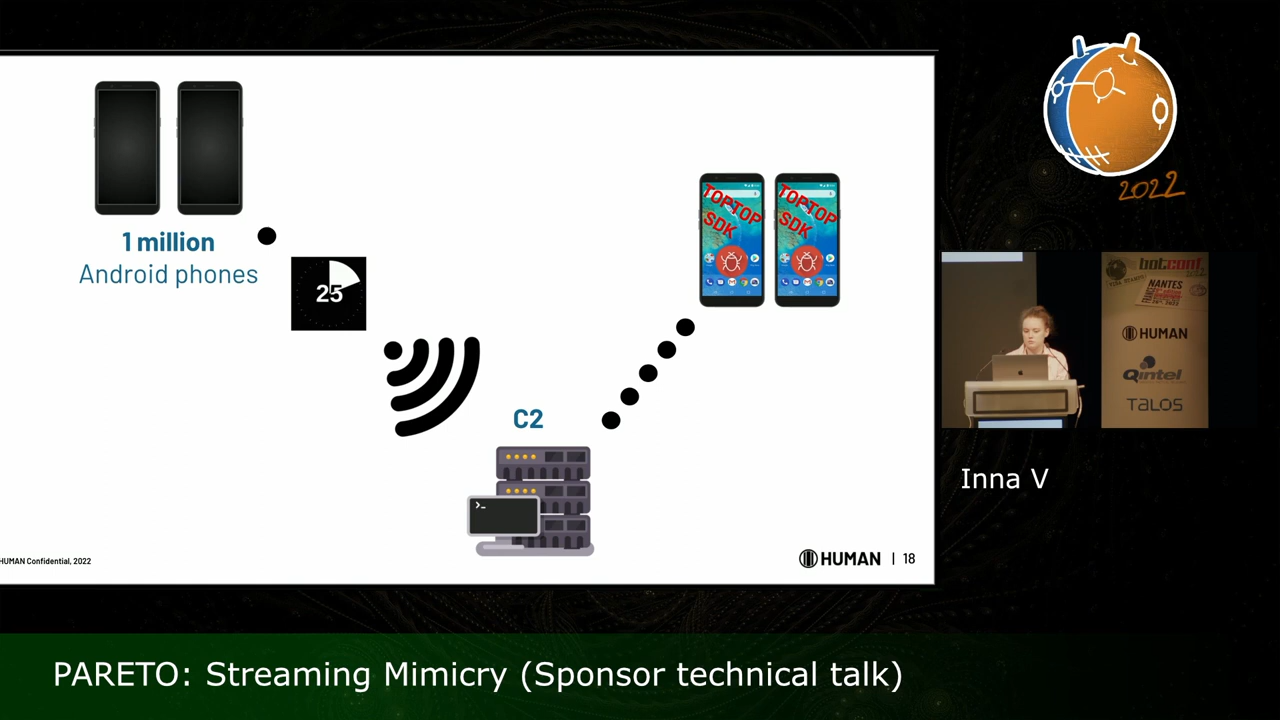 1 million
Android phones
25
C2
TOPTOP
SDK
TOPTOP
SDK
HUMAN Confidential, 2022
HUMAN | 18
2022
botconf
NANTES
HUMAN
Qintel
TALOS
Inna V
PARETO: Streaming Mimicry (Sponsor technical talk)